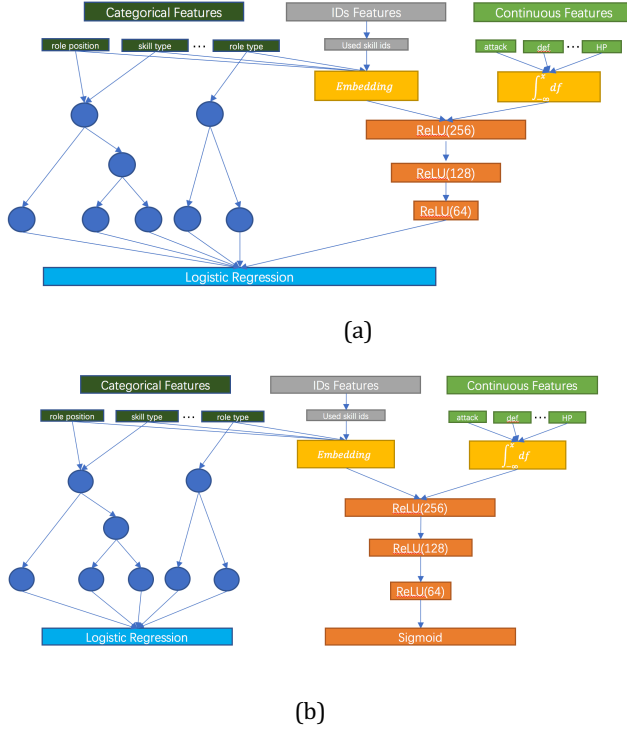 Categorical Features
IDs Features
Continuous Features
role position
skill type
...
role type
Used skill ids
attack
def.
...
HP
Embedding
∫_{-∞}^{x} df
ReLU(256)
ReLU(128)
ReLU(64)
Logistic Regression
(a)
Categorical Features
IDs Features
Continuous Features
role position
skill type
...
role type
Used skill ids
attack
def.
...
HP
Embedding
∫_{-∞}^{x} df
ReLU(256)
ReLU(128)
ReLU(64)
Logistic Regression
Sigmoid
(b)